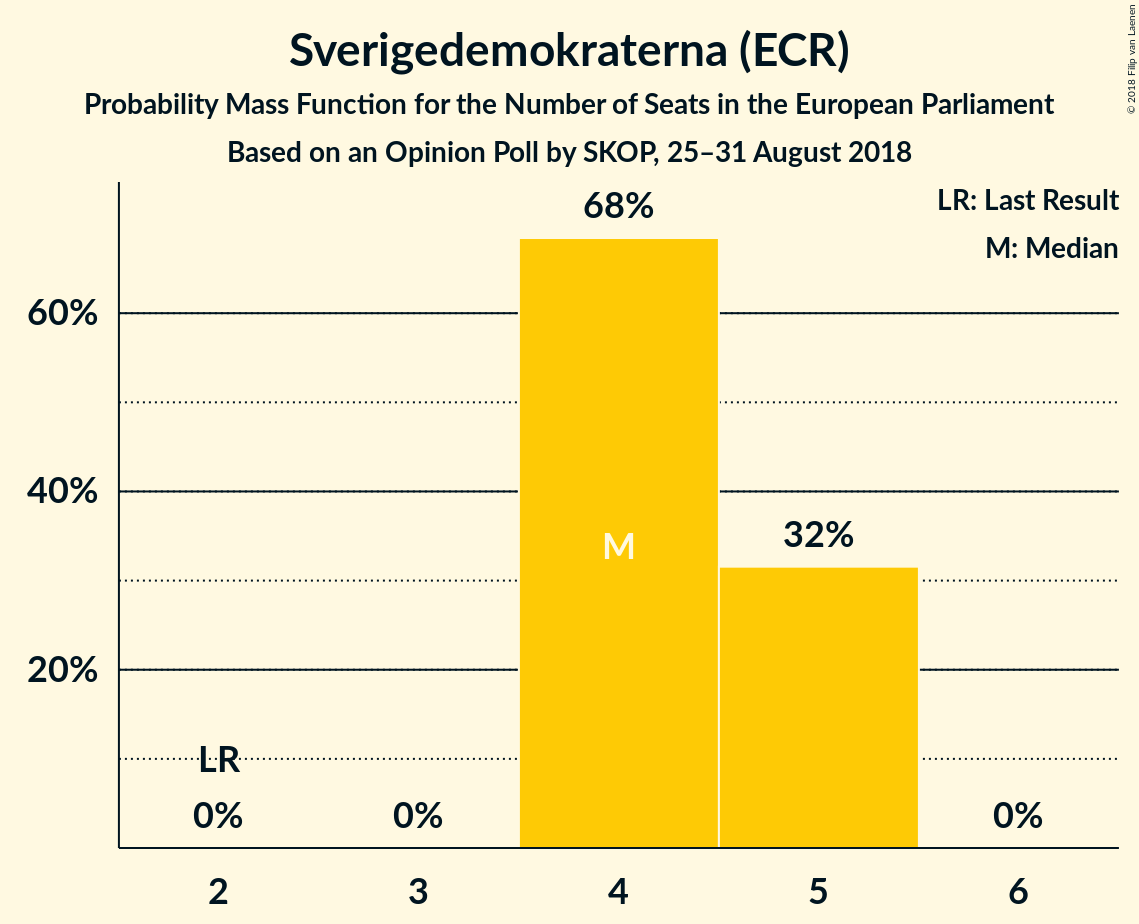 Sverigedemokraterna (ECR)
Probability Mass Function for the Number of Seats in the European Parliament
Based on an Opinion Poll by SKOP, 25–31 August 2018
© 2018 Filip van Laenen
LR: Last Result
M: Median
68%
60%
40%
32%
M
20%
LR
0%
0%
0%
2
3
4
5
6